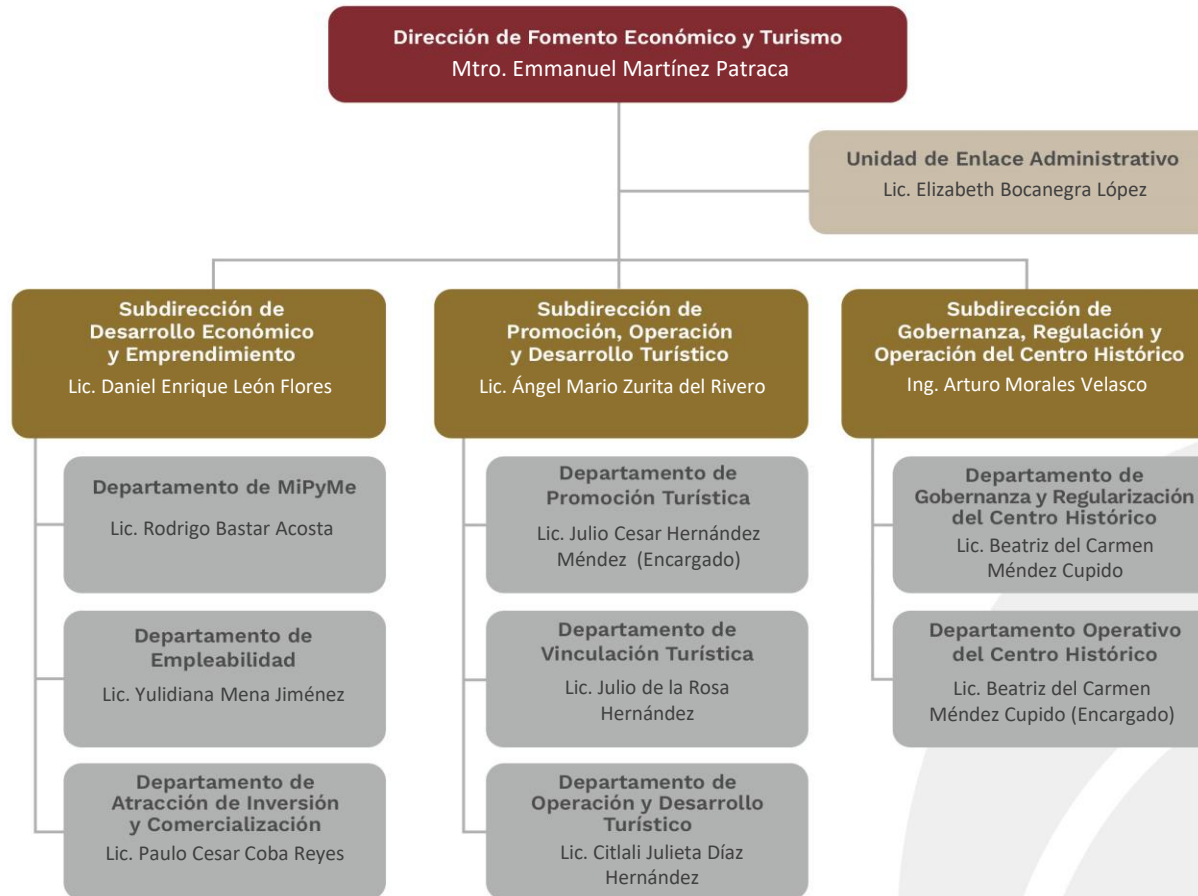 Dirección de Fomento Económico y Turismo
Mtro. Emmanuel Martínez Patraca
Unidad de Enlace Administrativo
Lic. Elizabeth Bocanegra López
Subdirección de
Desarrollo Económico
y Emprendimiento
Lic. Daniel Enrique León Flores
Subdirección de
Promoción, Operación
y Desarrollo Turístico
Lic. Ángel Mario Zurita del Rivero
Subdirección de
Gobernanza, Regulación y
Operación del Centro Histórico
Ing. Arturo Morales Velasco
Departamento de MiPyMe
Lic. Rodrigo Bastar Acosta
Departamento de
Promoción Turística
Lic. Julio Cesar Hernández
Méndez (Encargado)
Departamento de
Gobernanza y Regularización
del Centro Histórico
Lic. Beatriz del Carmen
Méndez Cupido
Departamento de
Empleabilidad
Lic. Yulidiana Mena Jiménez
Departamento de
Vinculación Turística
Lic. Julio de la Rosa
Hernández
Departamento Operativo
del Centro Histórico
Lic. Beatriz del Carmen
Méndez Cupido (Encargado)
Departamento de
Atracción de Inversión
y Comercialización
Lic. Paulo Cesar Coba Reyes
Departamento de
Operación y Desarrollo
Turístico
Lic. Citlali Julieta Díaz
Hernández